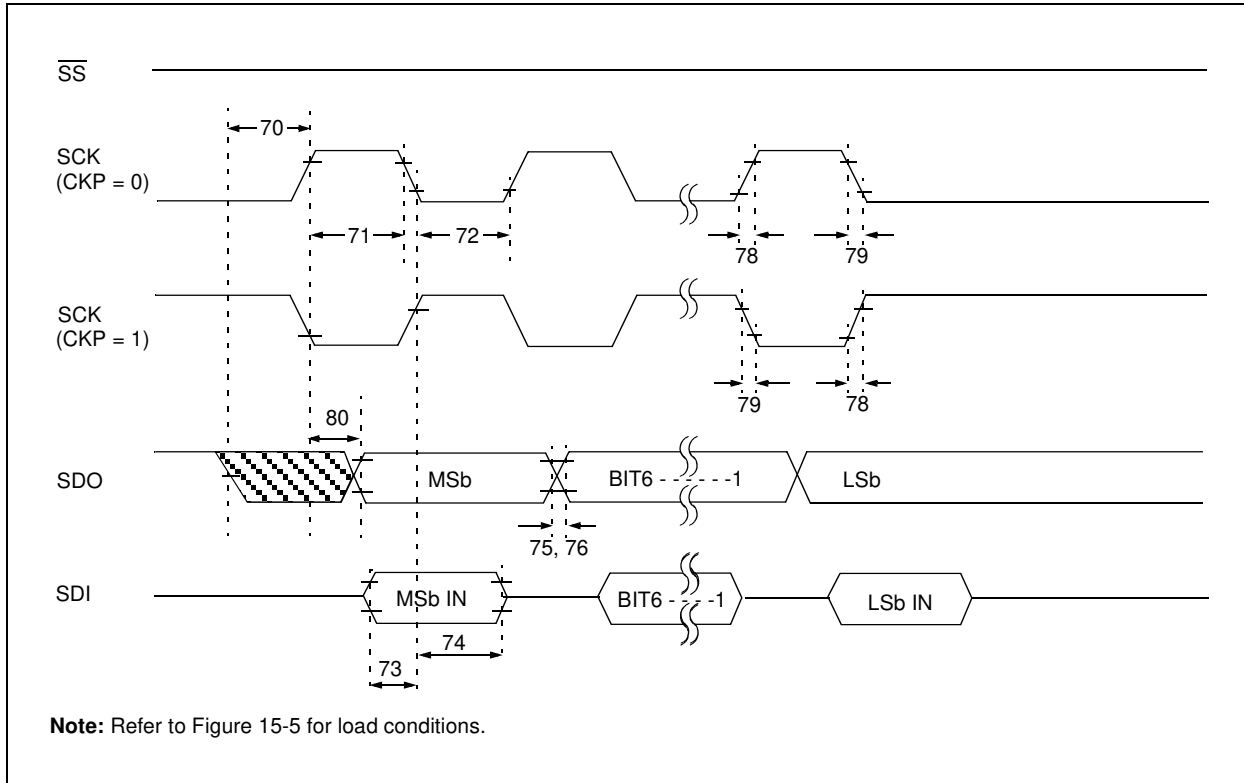 SS
70
SCK
(CKP = 0)
71
72
78
79
SCK
(CKP = 1)
79
78
80
SDO
MSb
BIT6 - - - - - -1
LSb
75, 76
SDI
MSb IN
BIT6 - - - - -1
LSb IN
74
73
Note: Refer to Figure 15-5 for load conditions.